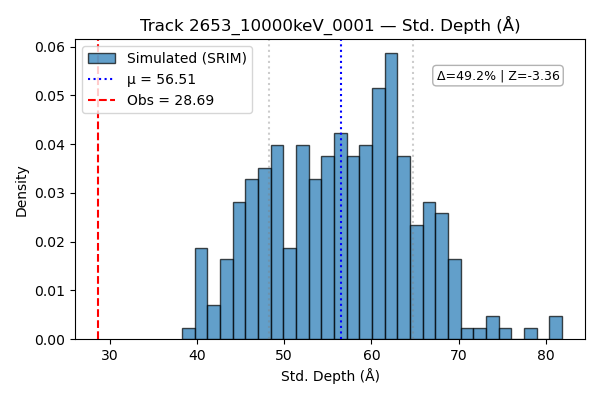 Track 2653_10000keV_0001 — Std. Depth (Å)
Simulated (SRIM)
μ = 56.51
Obs = 28.69
Δ=49.2% | Z=-3.36
Density
0.06
0.05
0.04
0.03
0.02
0.01
0.00
30 40 50 60 70 80
Std. Depth (Å)